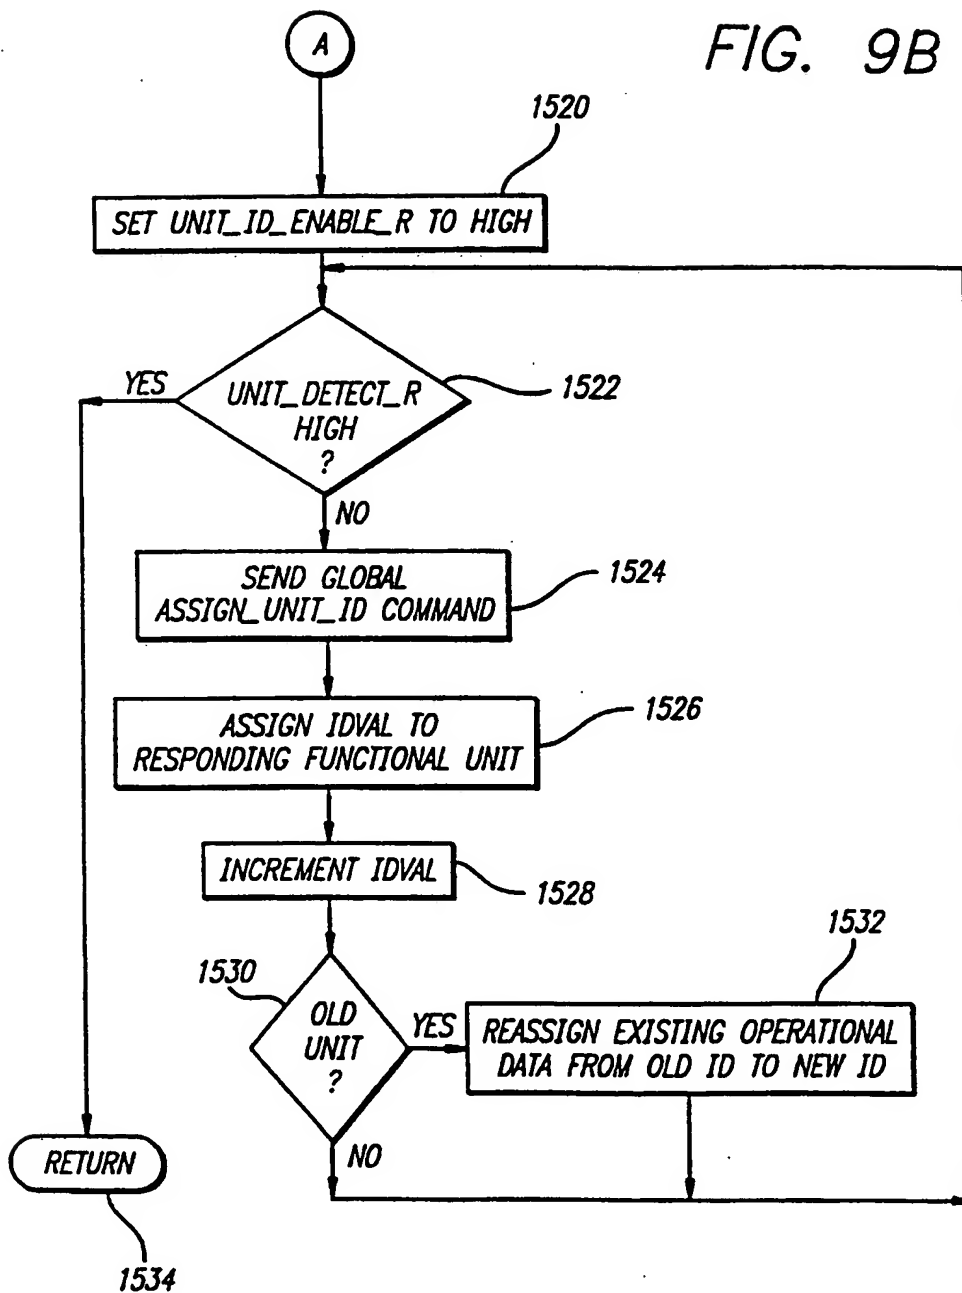 FIG. 9B
A
1520
SET UNIT_ID_ENABLE_R TO HIGH
YES
UNIT_DETECT_R
HIGH
?
1522
NO
SEND GLOBAL
ASSIGN_UNIT_ID COMMAND
1524
ASSIGN IDVAL TO
RESPONDING FUNCTIONAL UNIT
1526
INCREMENT IDVAL
1528
1530
OLD
UNIT
?
YES
1532
REASSIGN EXISTING OPERATIONAL
DATA FROM OLD ID TO NEW ID
NO
RETURN
1534